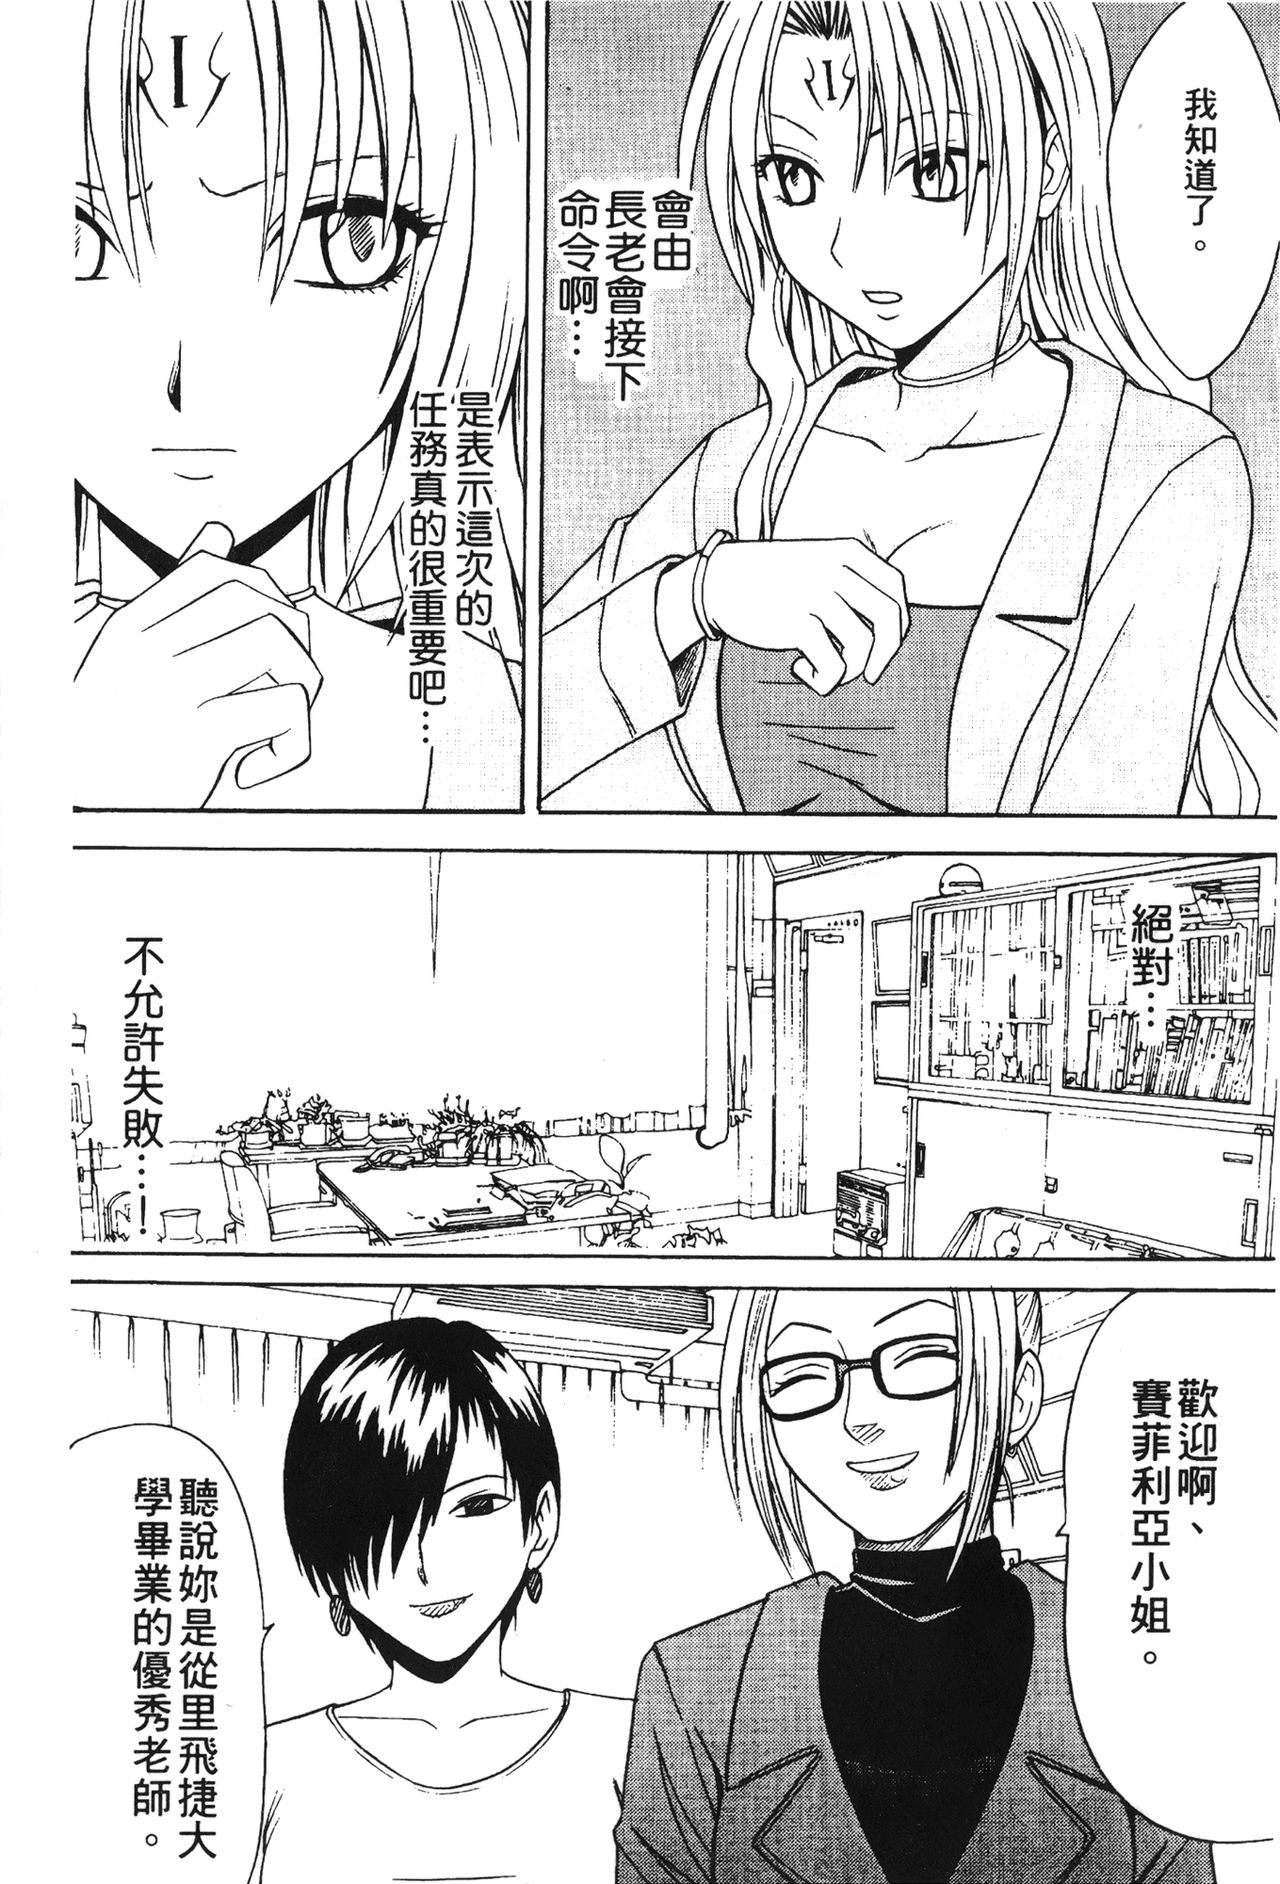 我知道了。
會由
長老會接下
命令啊…
是表示這次的
任務真的很重要吧…
絕對…
不允許失敗…！
歡迎啊、
賽菲利亞小姐。
聽說妳是從里飛捷大
學畢業的優秀老師。
I
I